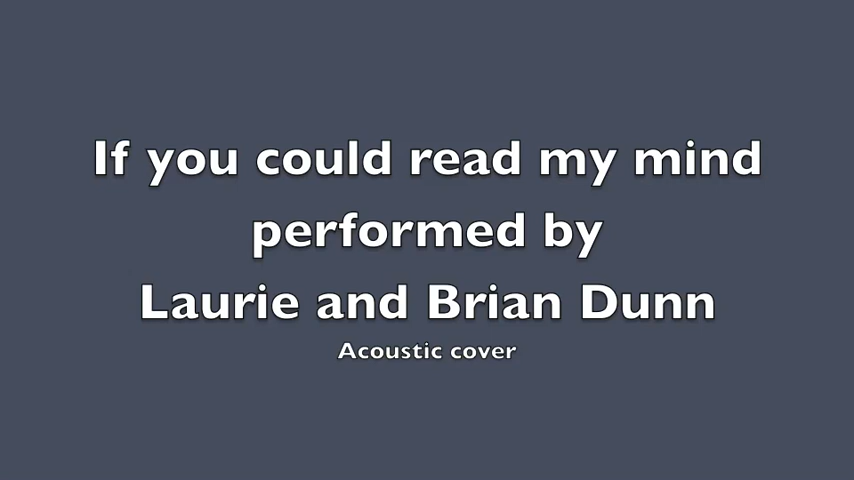 If you could read my mind
performed by
Laurie and Brian Dunn
Acoustic cover